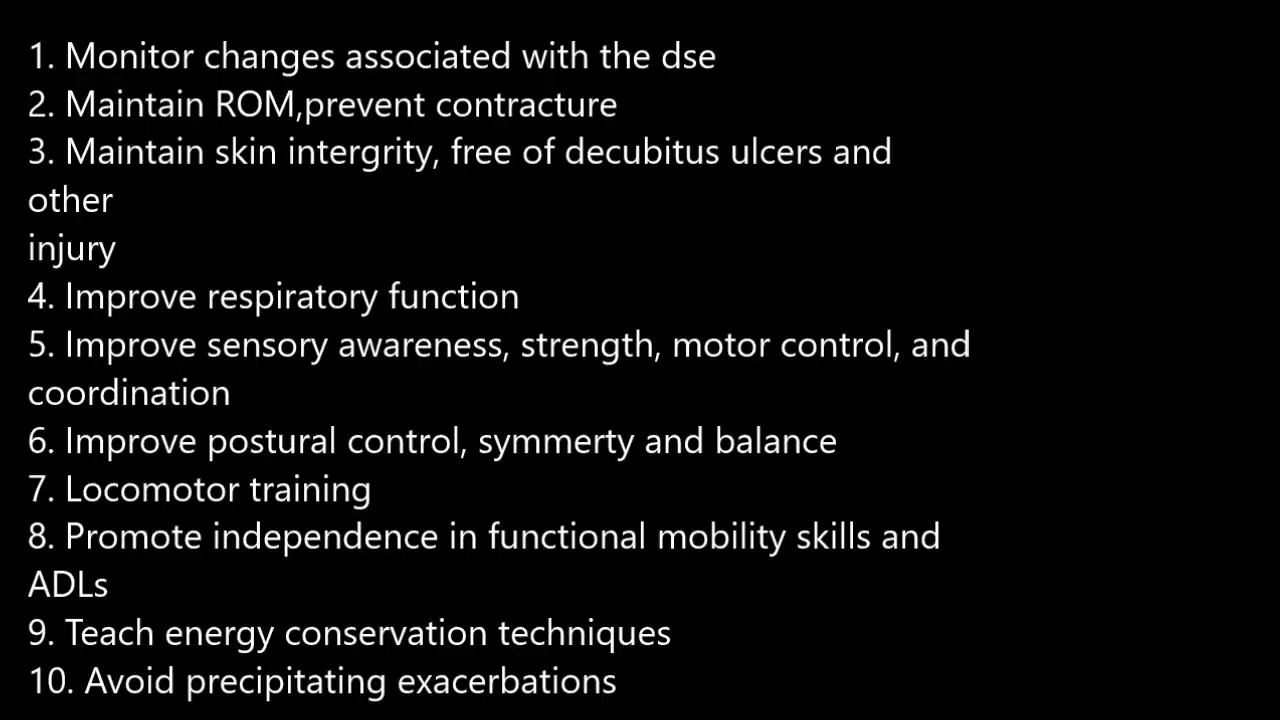 1. Monitor changes associated with the dse
2. Maintain ROM,prevent contracture
3. Maintain skin intergrity, free of decubitus ulcers and
other
injury
4. Improve respiratory function
5. Improve sensory awareness, strength, motor control, and
coordination
6. Improve postural control, symmerty and balance
7. Locomotor training
8. Promote independence in functional mobility skills and
ADLs
9. Teach energy conservation techniques
10. Avoid precipitating exacerbations